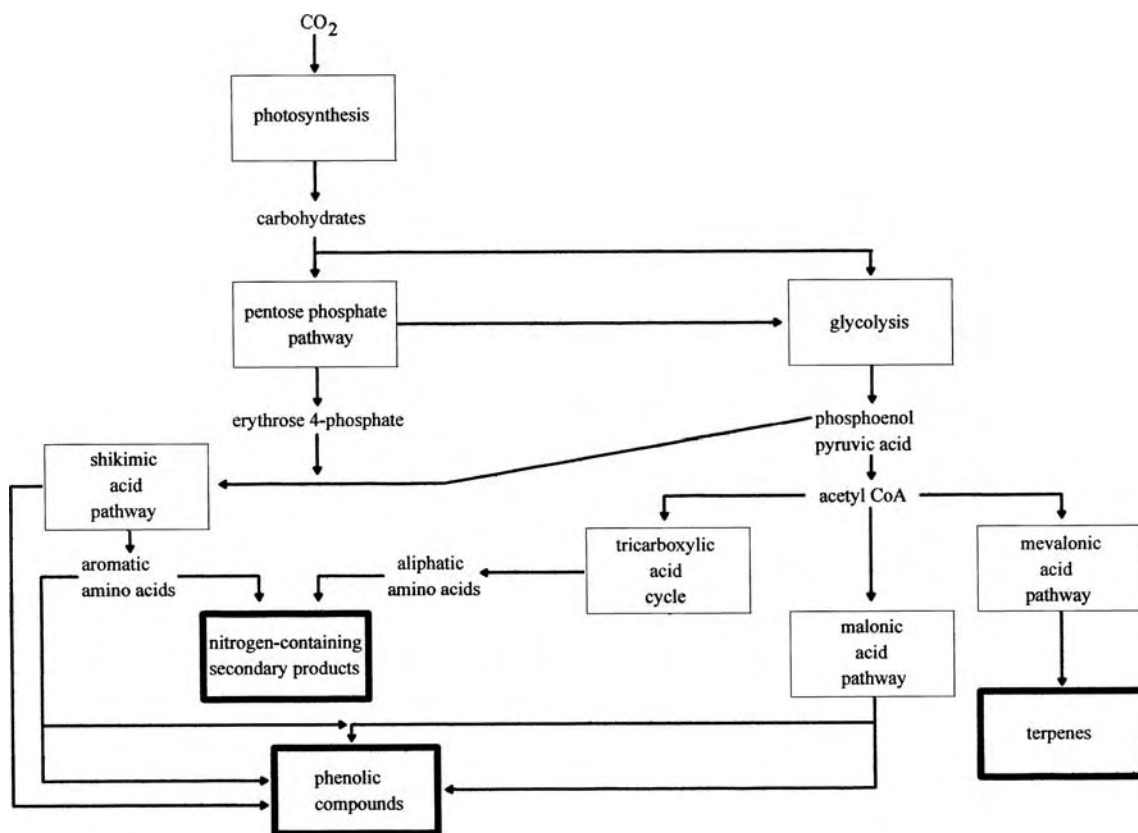 CO2
photosynthesis
carbohydrates
pentose phosphate
pathway
glycolysis
erythrose 4-phosphate
phosphoenol
pyruvic acid
shikimic
acid
pathway
acetyl CoA
aromatic
amino acids
aliphatic
amino acids
tricarboxylic
acid
cycle
mevalonic
acid
pathway
nitrogen-containing
secondary products
malonic
acid
pathway
terpenes
phenolic
compounds